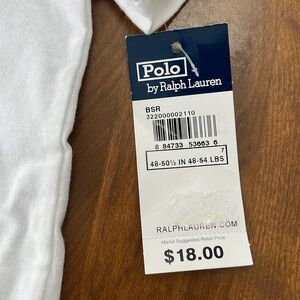 Polo
by Ralph Lauren
BSR
322000002110
8 84733 53663 6
7
48-50½ IN 48-54 LBS
RALPHLAUREN.COM
Manuf Suggested Retail Price
$18.00